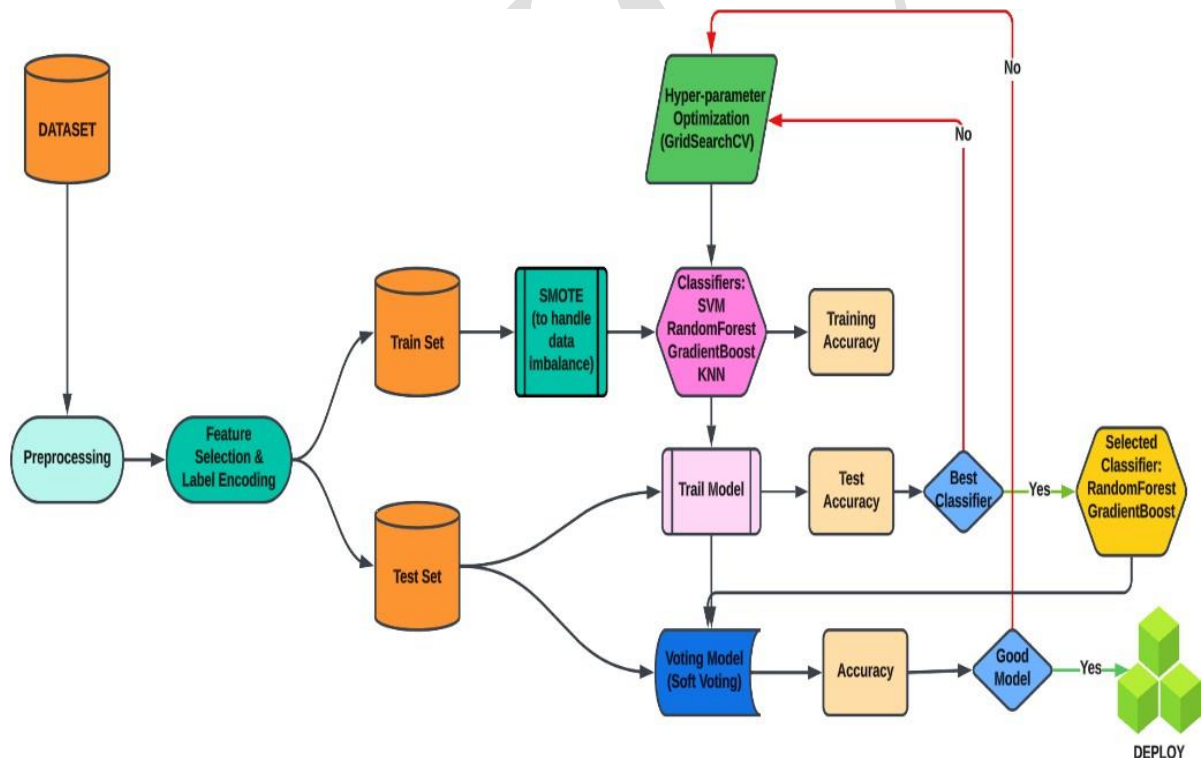 DATASET
Hyper-parameter
Optimization
(GridSearchCV)
No
No
Train Set
SMOTE
(to handle
data
imbalance)
Classifiers:
SVM
RandomForest
GradientBoost
KNN
Training
Accuracy
Preprocessing
Feature
Selection &
Label Encoding
Trail Model
Test
Accuracy
Best
Classifier
Yes
Selected
Classifier:
RandomForest
GradientBoost
Test Set
Voting Model
(Soft Voting)
Accuracy
Good
Model
Yes
DEPLOY